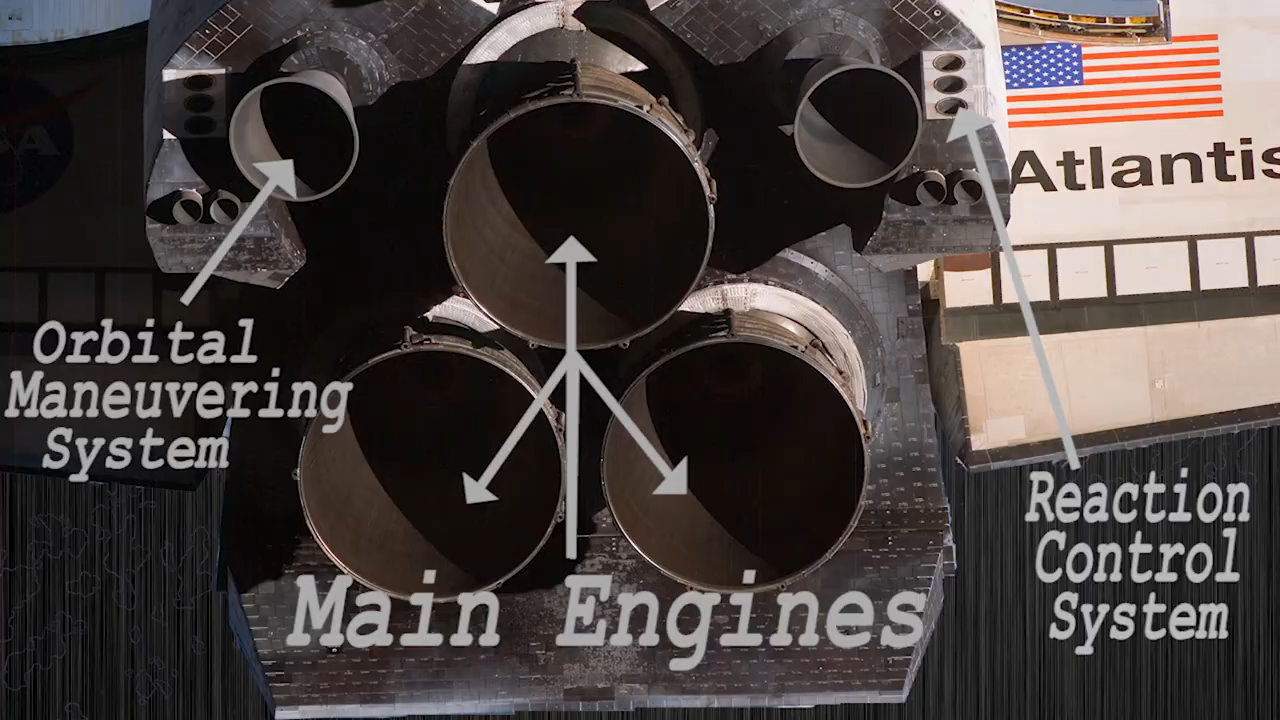 Atlantis
Orbital
Maneuvering
System
Reaction
Control
System
Main Engines